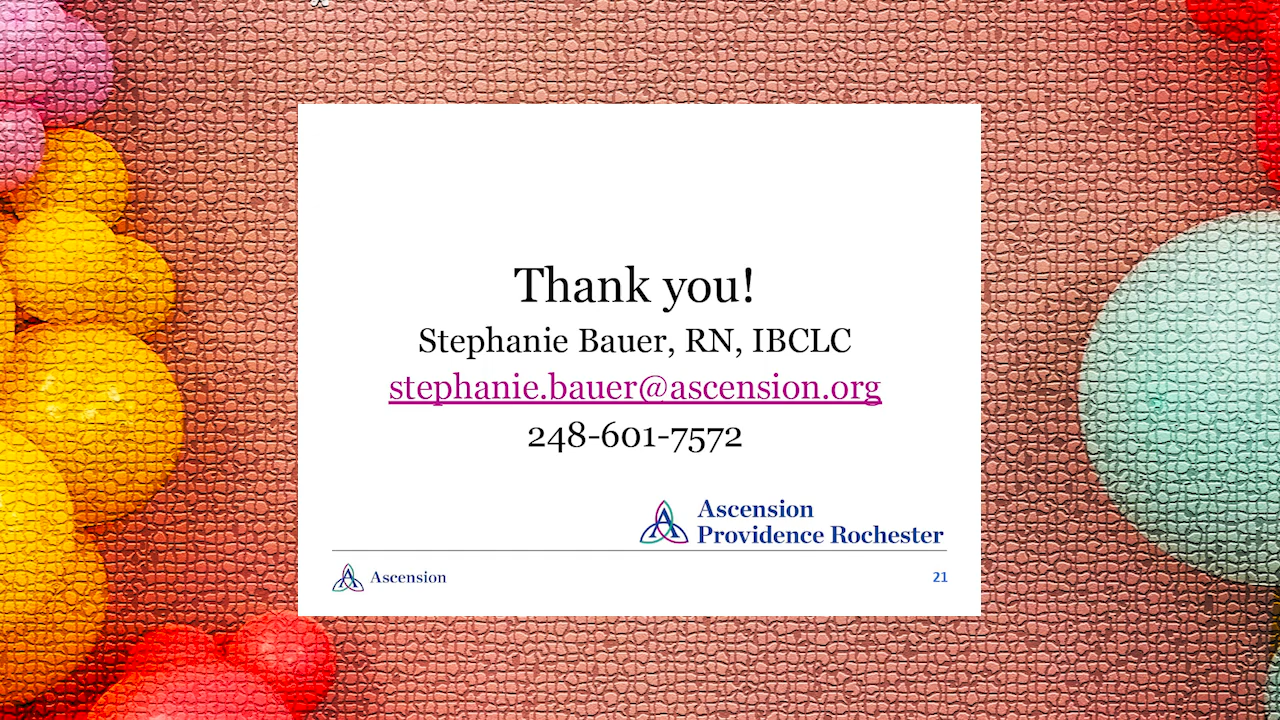 Thank you!
Stephanie Bauer, RN, IBCLC
stephanie.bauer@ascension.org
248-601-7572
Ascension
Providence Rochester
Ascension
21